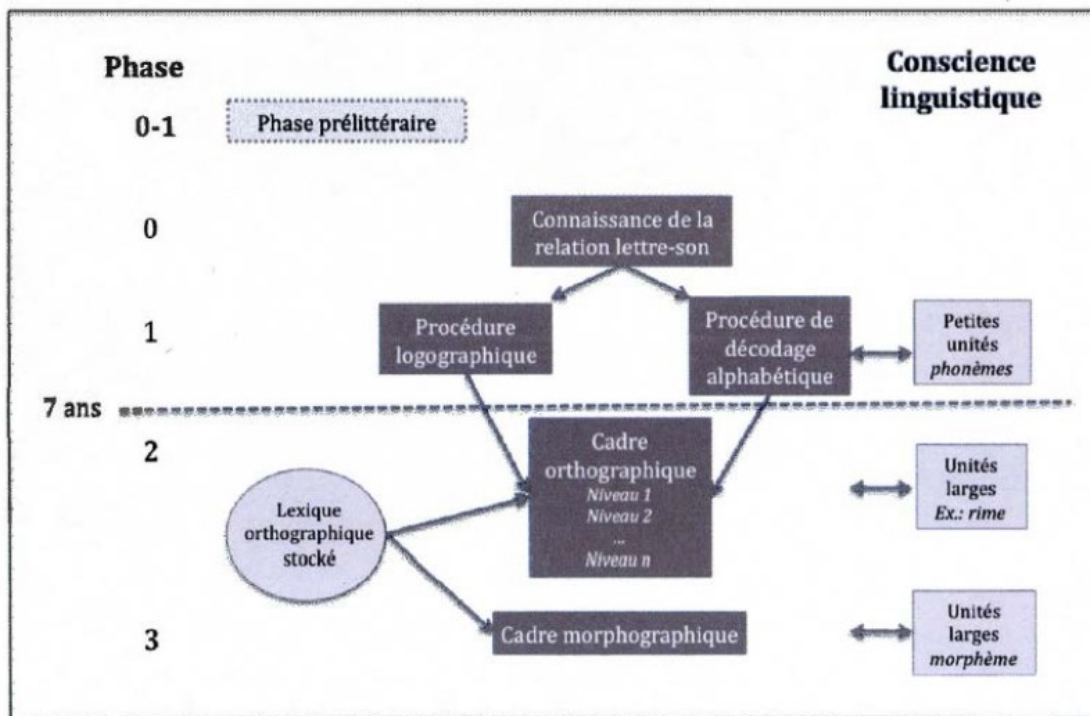 Phase
Conscience
linguistique
0-1
Phase prélittéraire
0
Connaissance de la
relation lettre-son
1
Procédure
logographique
Procédure de
décodage
alphabétique
Petites
unités
phonèmes
7 ans
2
Cadre
orthographique
Niveau 1
Niveau 2
...
Niveau n
Unités
larges
Ex.: rime
Lexique
orthographique
stocké
3
Cadre morphographique
Unités
larges
morphème